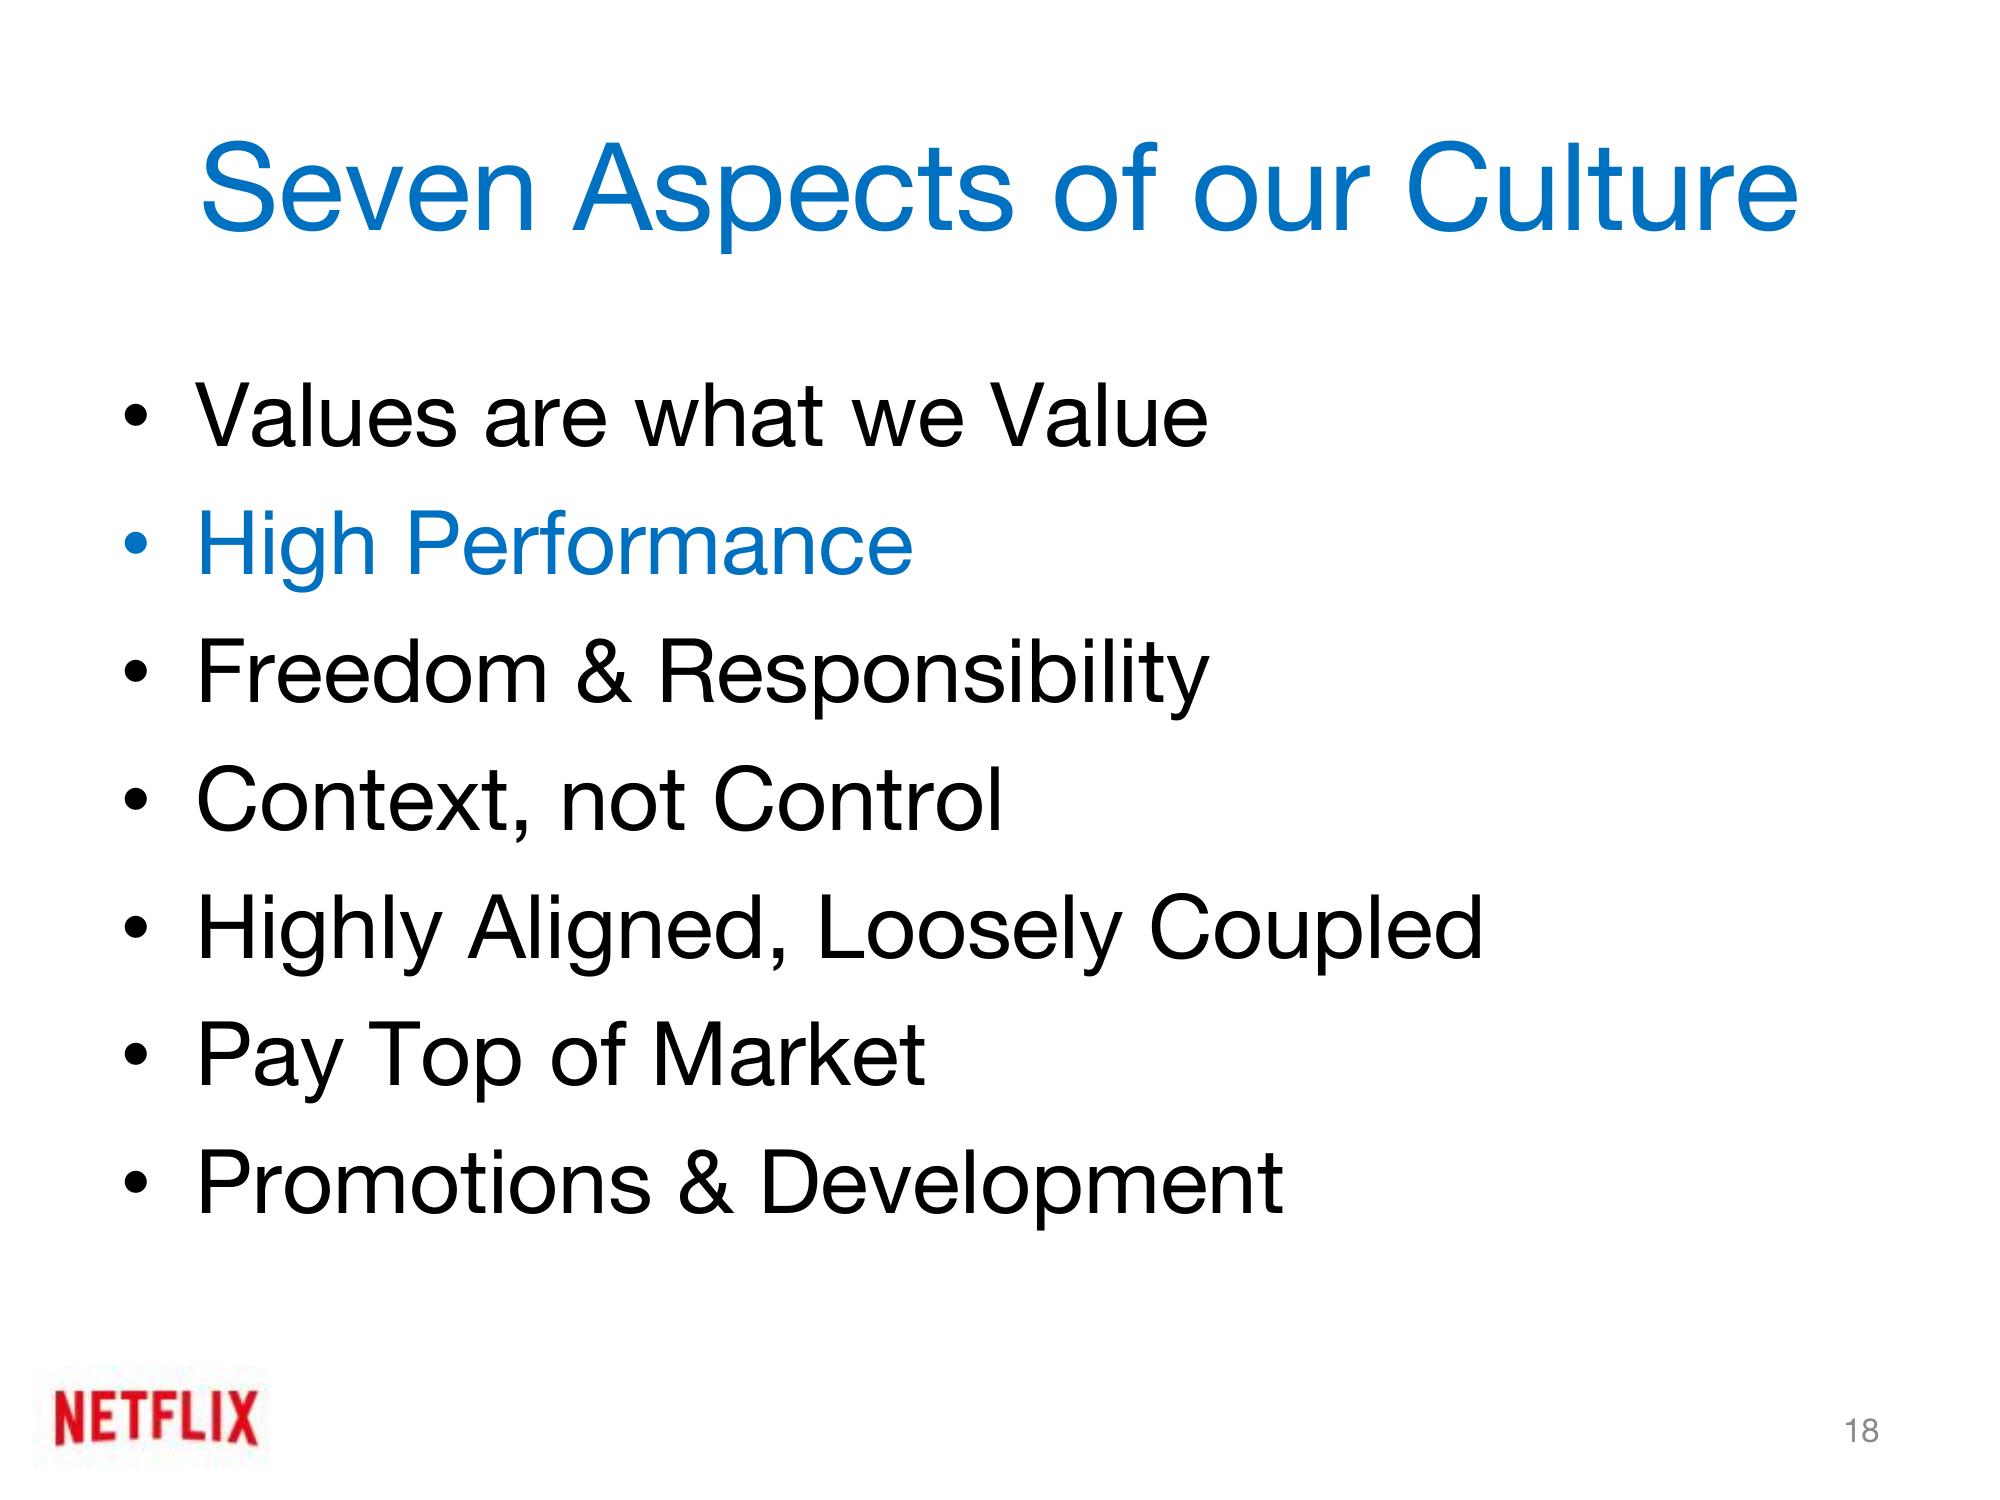 Seven Aspects of our Culture
• Values are what we Value
• High Performance
• Freedom & Responsibility
• Context, not Control
• Highly Aligned, Loosely Coupled
• Pay Top of Market
• Promotions & Development
NETFLIX
18